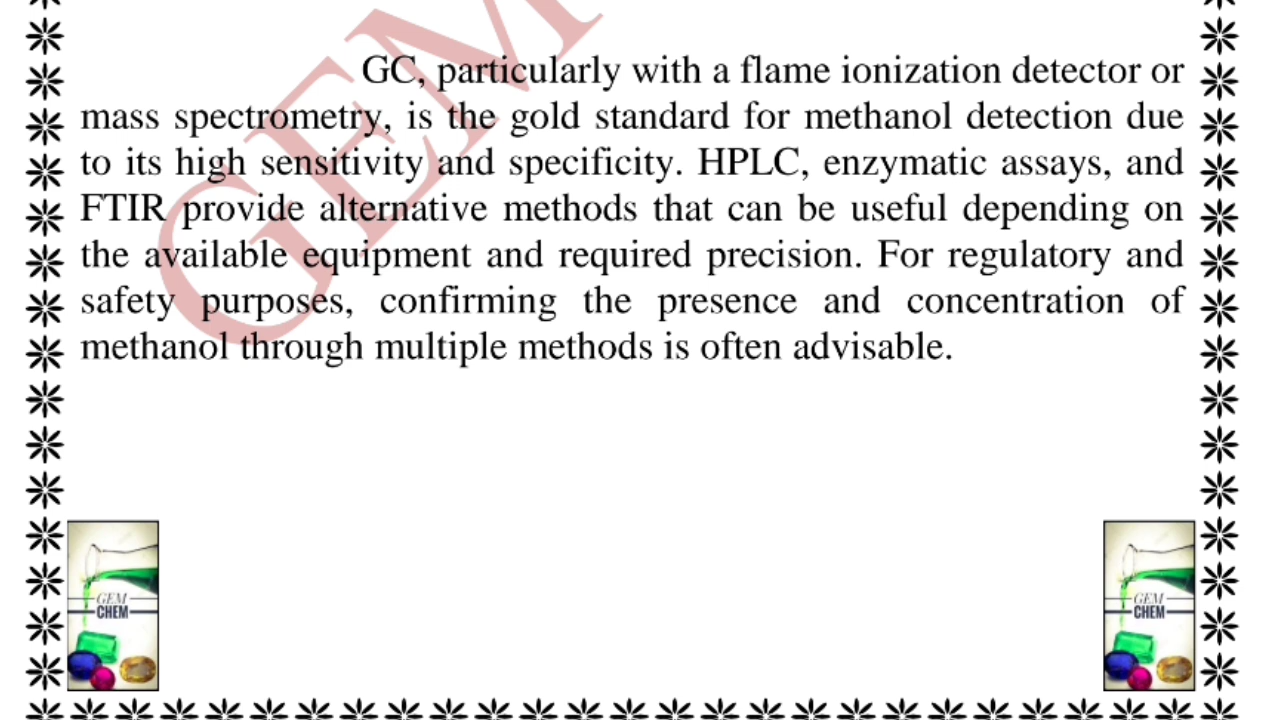 GC, particularly with a flame ionization detector or
mass spectrometry, is the gold standard for methanol detection due
to its high sensitivity and specificity. HPLC, enzymatic assays, and
FTIR provide alternative methods that can be useful depending on
the available equipment and required precision. For regulatory and
safety purposes, confirming the presence and concentration of
methanol through multiple methods is often advisable.
GEM
GEM
CHEM
GEM
CHEM